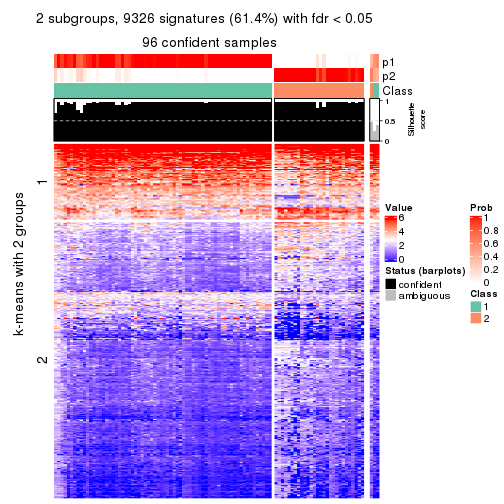 2 subgroups, 9326 signatures (61.4%) with fdr < 0.05
96 confident samples
p1
p2
Class
1
0.5
0
Silhouette
score
k-means with 2 groups
1
2
Value
6
4
2
0
Status (barplots)
confident
ambiguous
Prob
1
0.8
0.6
0.4
0.2
0
Class
1
2